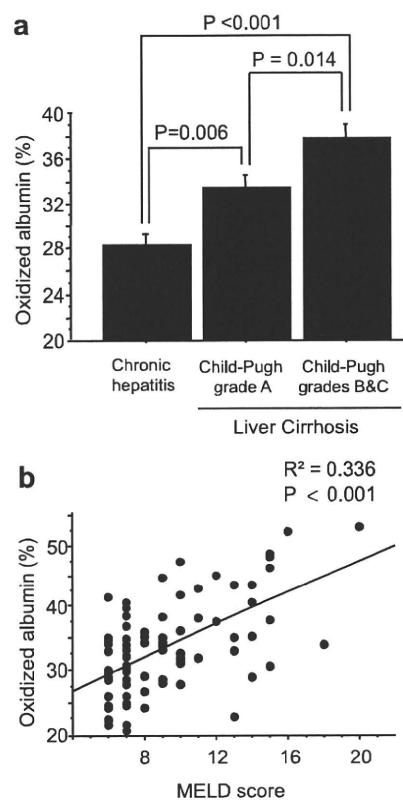 a
P <0.001
P = 0.014
P=0.006
Oxidized albumin (%)
40
36
32
28
24
20
Chronic
hepatitis
Child-Pugh
grade A
Child-Pugh
grades B&C
Liver Cirrhosis
b
R² = 0.336
P < 0.001
Oxidized albumin (%)
50
40
30
20
8
12
16
20
MELD score